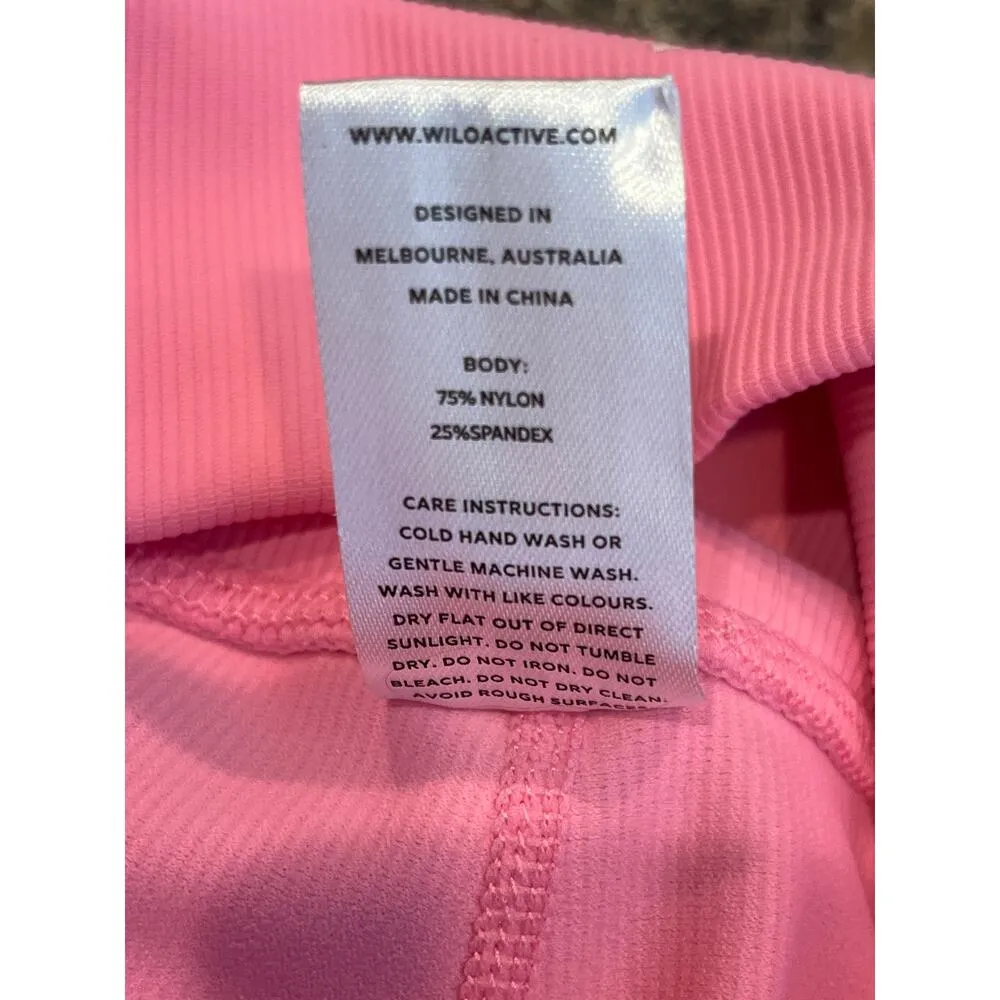 WWW.WILOACTIVE.COM
DESIGNED IN
MELBOURNE, AUSTRALIA
MADE IN CHINA
BODY:
75% NYLON
25%SPANDEX
CARE INSTRUCTIONS:
COLD HAND WASH OR
GENTLE MACHINE WASH.
WASH WITH LIKE COLOURS.
DRY FLAT OUT OF DIRECT
SUNLIGHT. DO NOT TUMBLE
DRY. DO NOT IRON. DO NOT
BLEACH. DO NOT DRY CLEAN.
AVOID ROUGH SURFACES